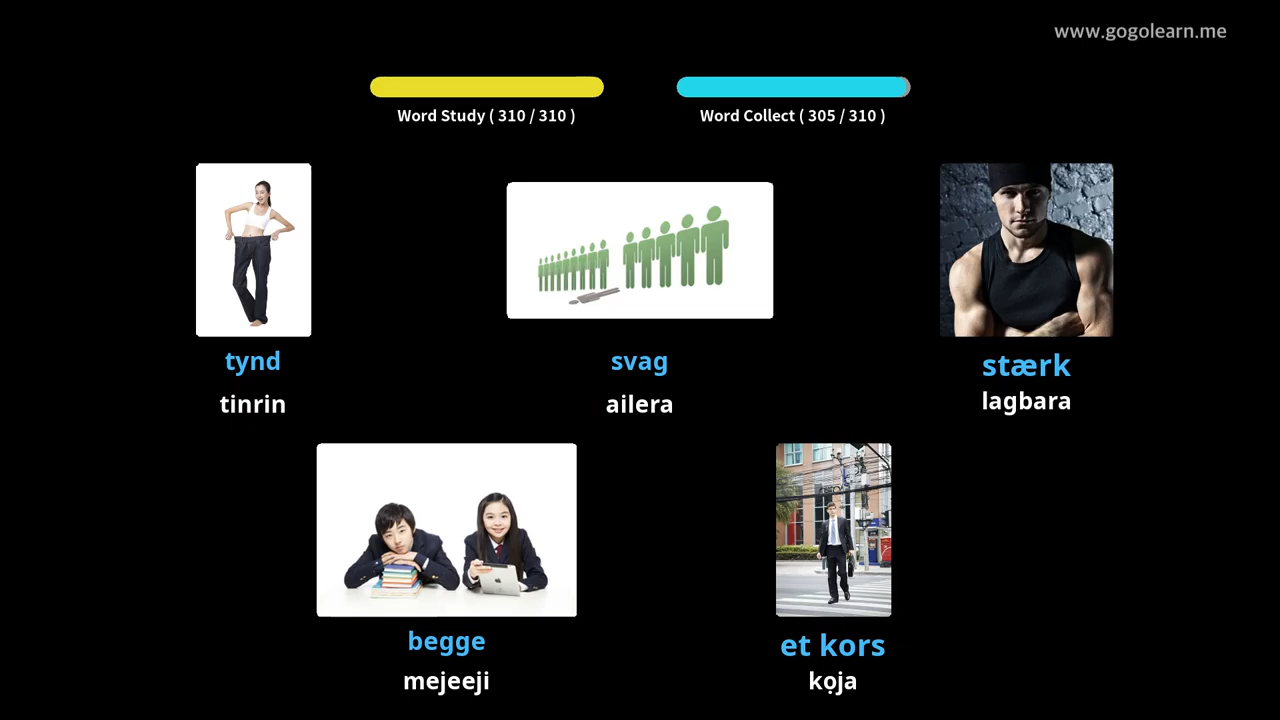 www.gogolearn.me
Word Study ( 310 / 310 )
Word Collect ( 305 / 310 )
tynd
tinrin
svag
ailera
stærk
lagbara
begge
mejeeji
et kors
kọja